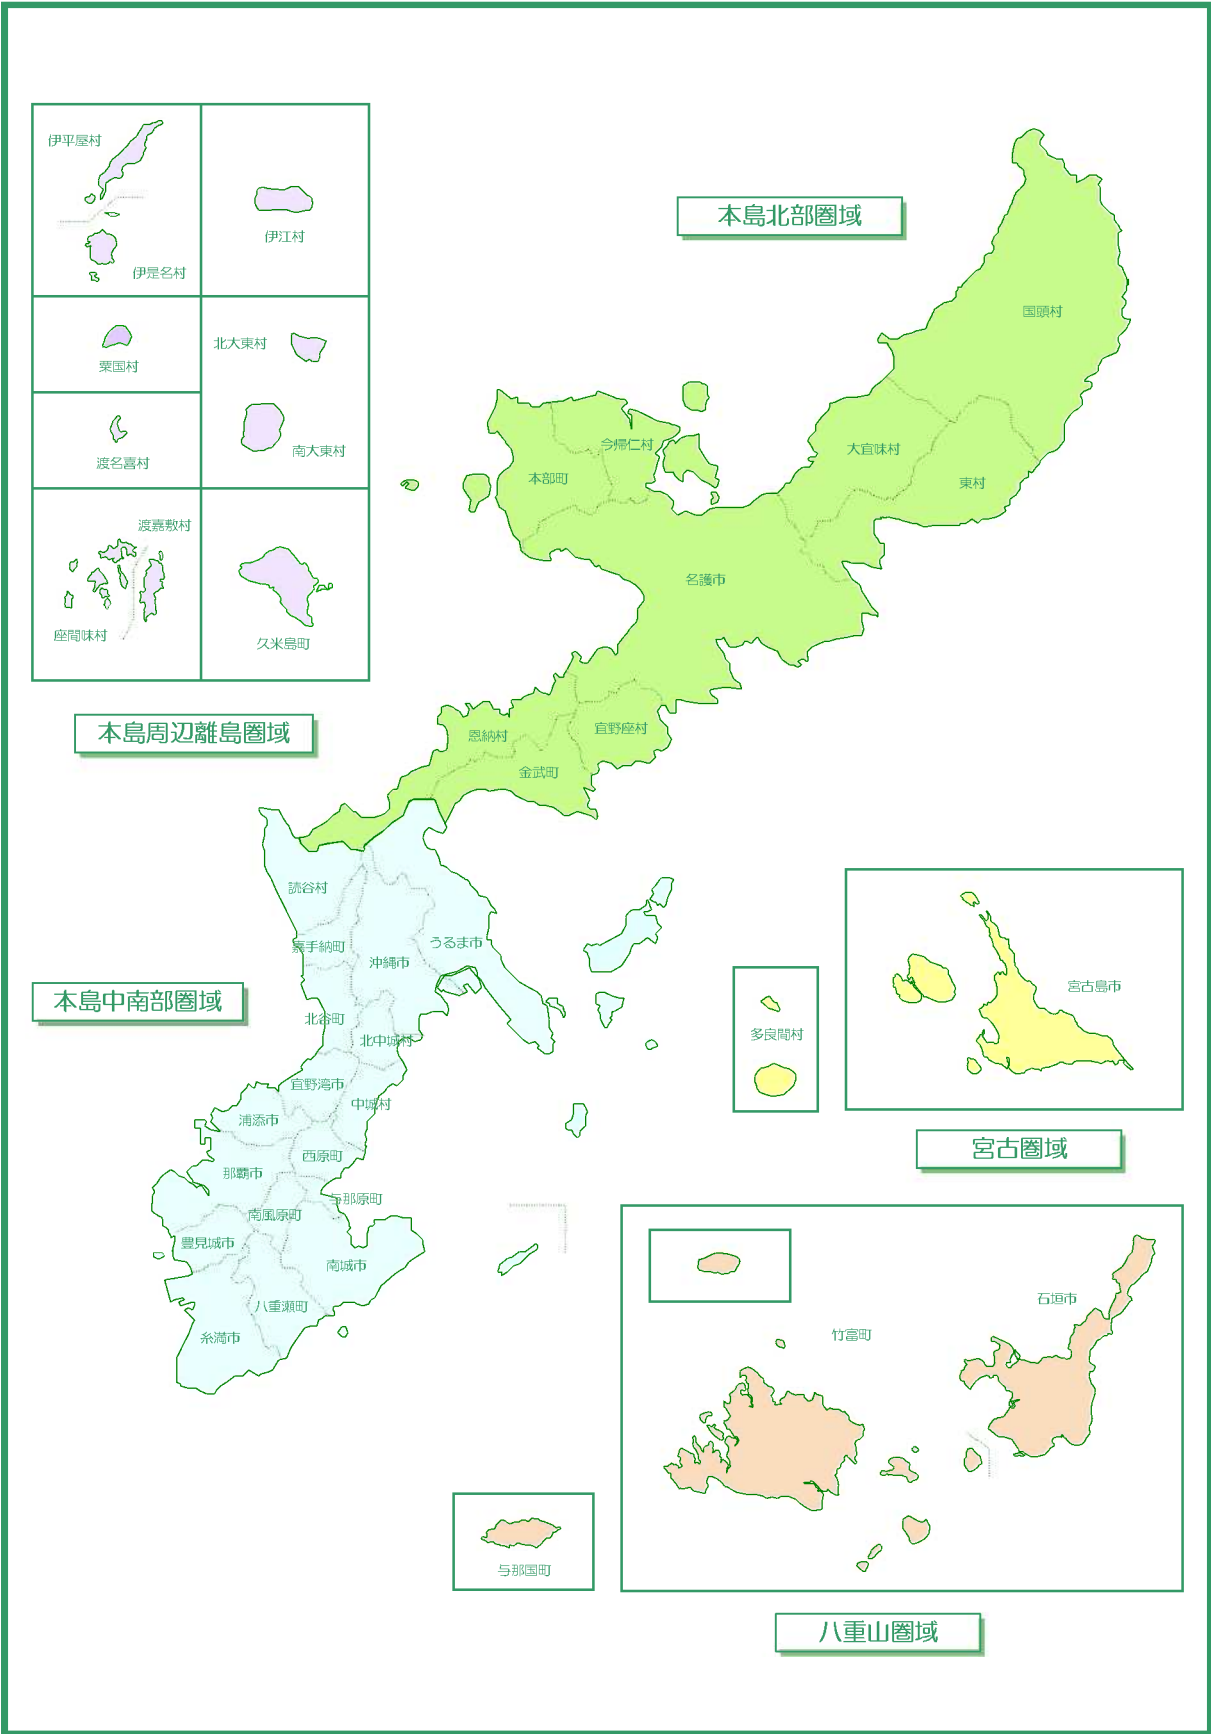 伊平屋村
伊是名村
伊江村
粟国村
北大東村
渡名喜村
南大東村
渡嘉敷村
座間味村
久米島町
本島周辺離島圏域
本島北部圏域
国頭村
大宜味村
東村
今帰仁村
本部町
名護市
恩納村
宜野座村
金武町
読谷村
嘉手納町
うるま市
沖縄市
本島中南部圏域
北谷町
北中城村
宜野湾市
中城村
浦添市
西原町
那覇市
与那原町
南風原町
豊見城市
南城市
八重瀬町
糸満市
多良間村
宮古島市
宮古圏域
石垣市
竹富町
与那国町
八重山圏域